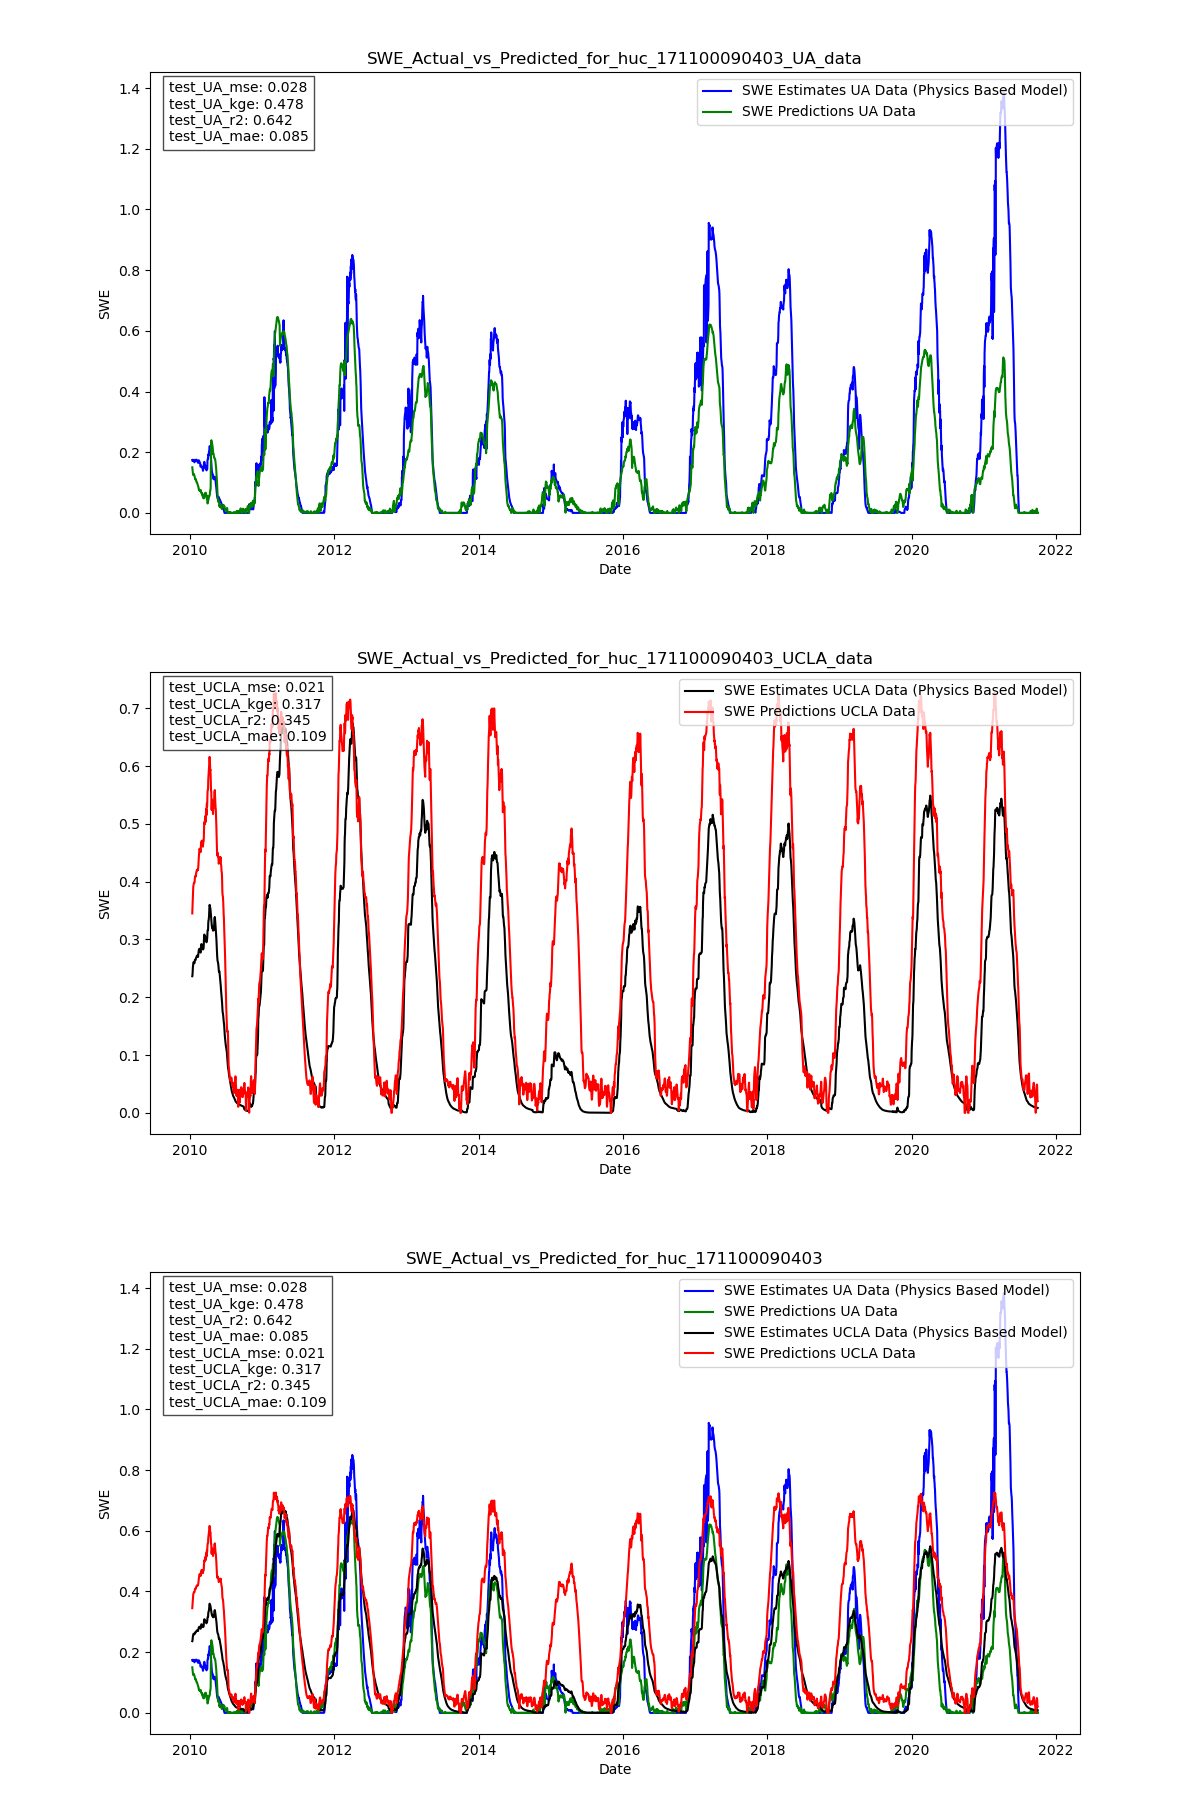 SWE_Actual_vs_Predicted_for_huc_171100090403_UA_data
test_UA_mse: 0.028
test_UA_kge: 0.478
test_UA_r2: 0.642
test_UA_mae: 0.085
SWE Estimates UA Data (Physics Based Model)
SWE Predictions UA Data
1.4
1.2
1.0
0.8
0.6
0.4
0.2
0.0
SWE
2010 2012 2014 2016 2018 2020 2022
Date
SWE_Actual_vs_Predicted_for_huc_171100090403_UCLA_data
test_UCLA_mse: 0.021
test_UCLA_kge: 0.317
test_UCLA_r2: 0.345
test_UCLA_mae: 0.109
SWE Estimates UCLA Data (Physics Based Model)
SWE Predictions UCLA Data
0.7
0.6
0.5
0.4
0.3
0.2
0.1
0.0
SWE
2010 2012 2014 2016 2018 2020 2022
Date
SWE_Actual_vs_Predicted_for_huc_171100090403
test_UA_mse: 0.028
test_UA_kge: 0.478
test_UA_r2: 0.642
test_UA_mae: 0.085
test_UCLA_mse: 0.021
test_UCLA_kge: 0.317
test_UCLA_r2: 0.345
test_UCLA_mae: 0.109
SWE Estimates UA Data (Physics Based Model)
SWE Predictions UA Data
SWE Estimates UCLA Data (Physics Based Model)
SWE Predictions UCLA Data
1.4
1.2
1.0
0.8
0.6
0.4
0.2
0.0
SWE
2010 2012 2014 2016 2018 2020 2022
Date